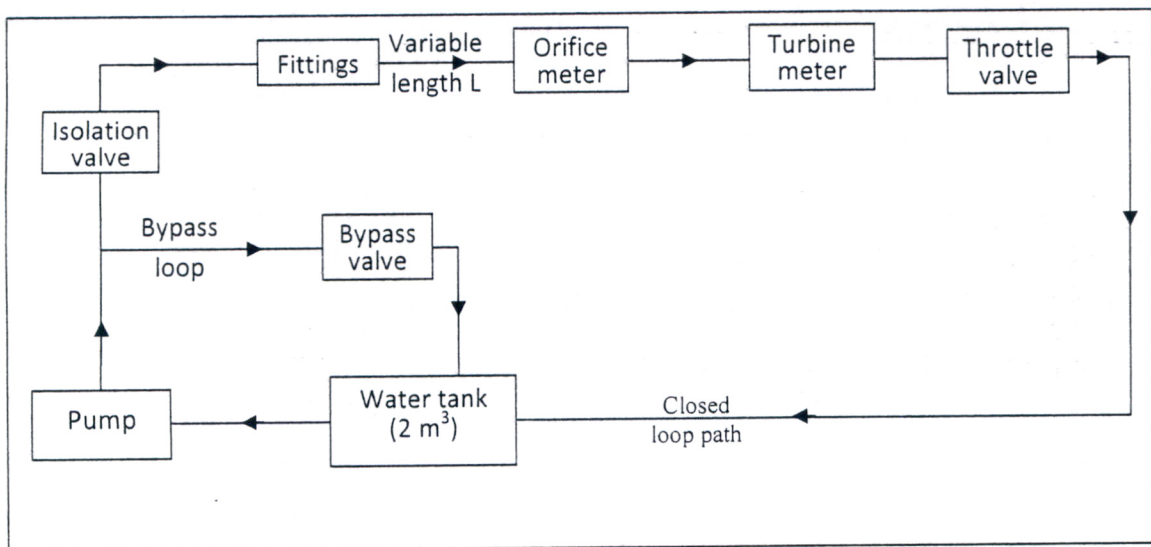 Variable
length L
Fittings
Orifice
meter
Turbine
meter
Throttle
valve
Isolation
valve
Bypass
loop
Bypass
valve
Pump
Water tank
(2 m³)
Closed
loop path